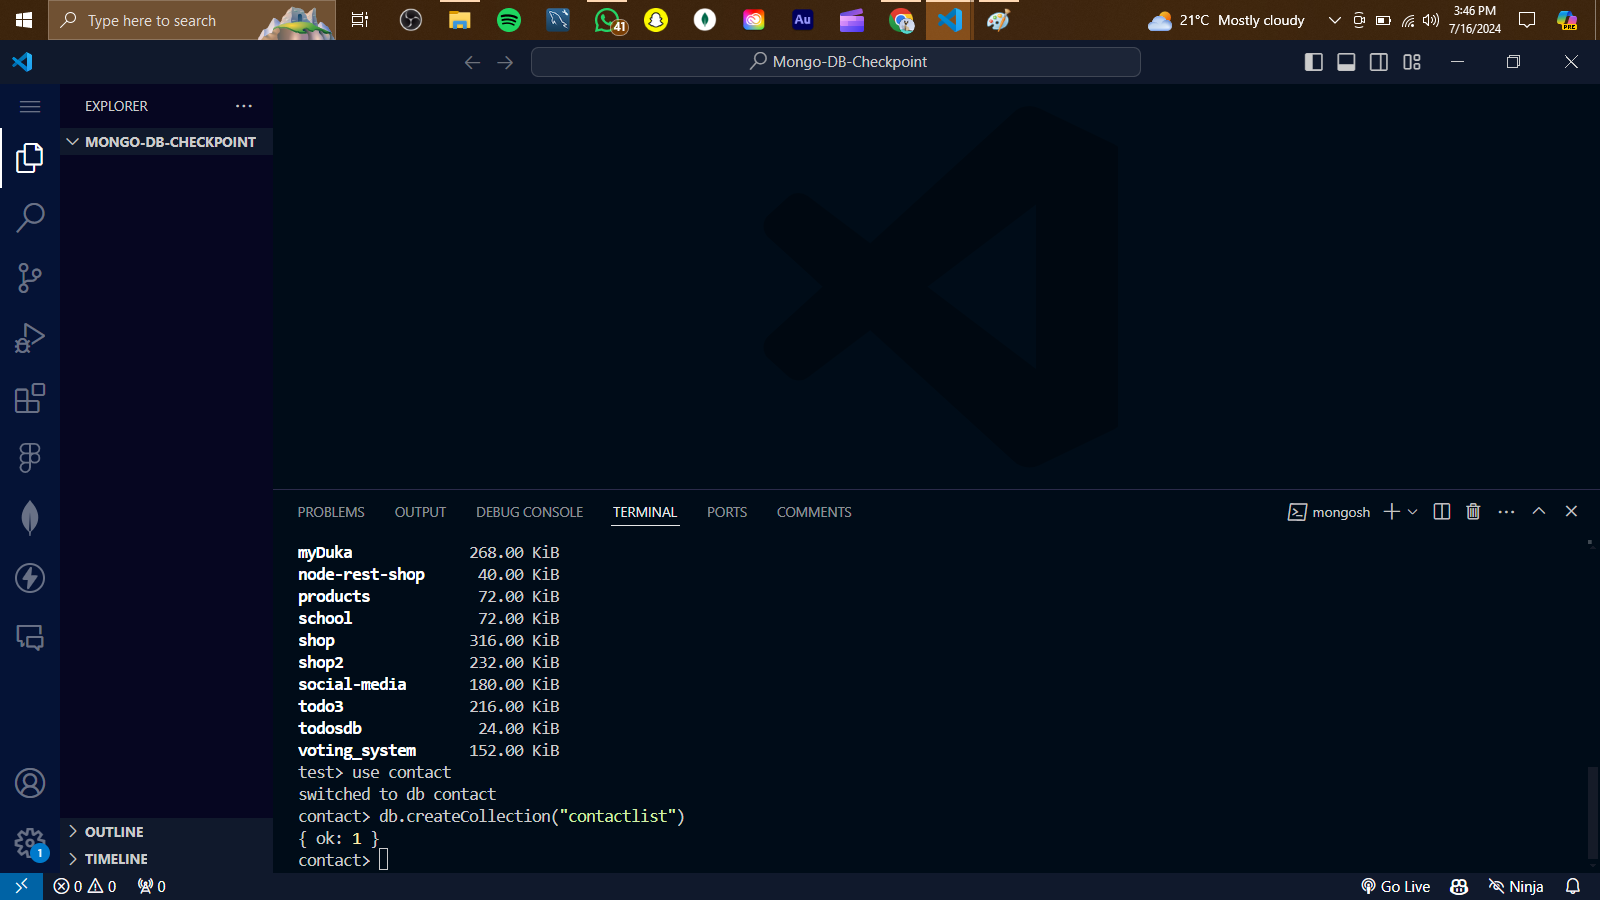 Type here to search
41
Au
21°C Mostly cloudy
3:46 PM
7/16/2024
PRE
Mongo-DB-Checkpoint
EXPLORER
MONGO-DB-CHECKPOINT
PROBLEMS OUTPUT DEBUG CONSOLE TERMINAL PORTS COMMENTS
mongosh
myDuka 268.00 KiB
node-rest-shop 40.00 KiB
products 72.00 KiB
school 72.00 KiB
shop 316.00 KiB
shop2 232.00 KiB
social-media 180.00 KiB
todo3 216.00 KiB
todosdb 24.00 KiB
voting_system 152.00 KiB
test> use contact
switched to db contact
contact> db.createCollection("contactlist")
{ ok: 1 }
contact>
OUTLINE
TIMELINE
1
0 0 0
Go Live
Ninja